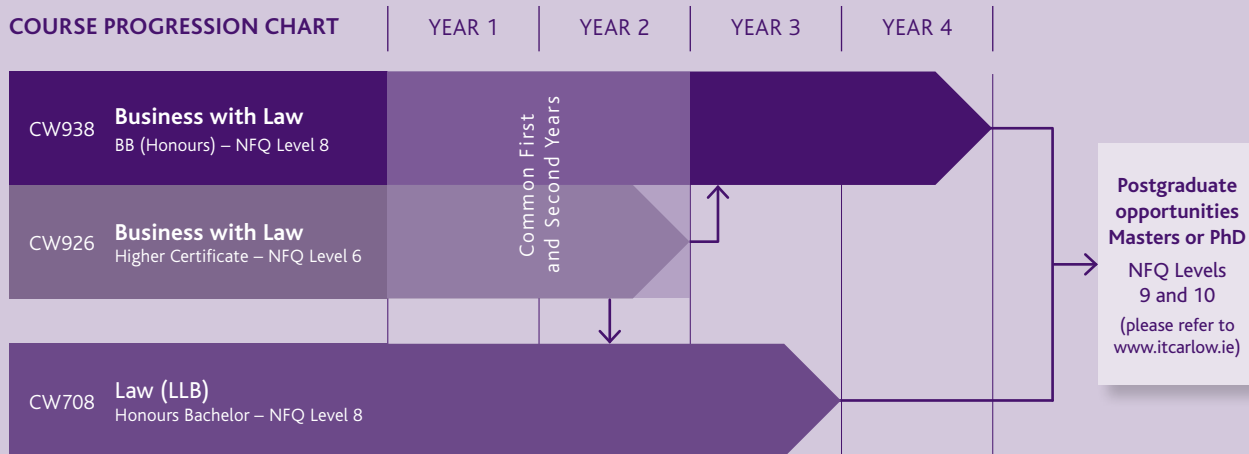 COURSE PROGRESSION CHART
YEAR 1
YEAR 2
YEAR 3
YEAR 4
CW938
Business with Law
BB (Honours) – NFQ Level 8
CW926
Business with Law
Higher Certificate – NFQ Level 6
Common First
and Second Years
CW708
Law (LLB)
Honours Bachelor – NFQ Level 8
Postgraduate
opportunities
Masters or PhD
NFQ Levels
9 and 10
(please refer to
www.itcarlow.ie)